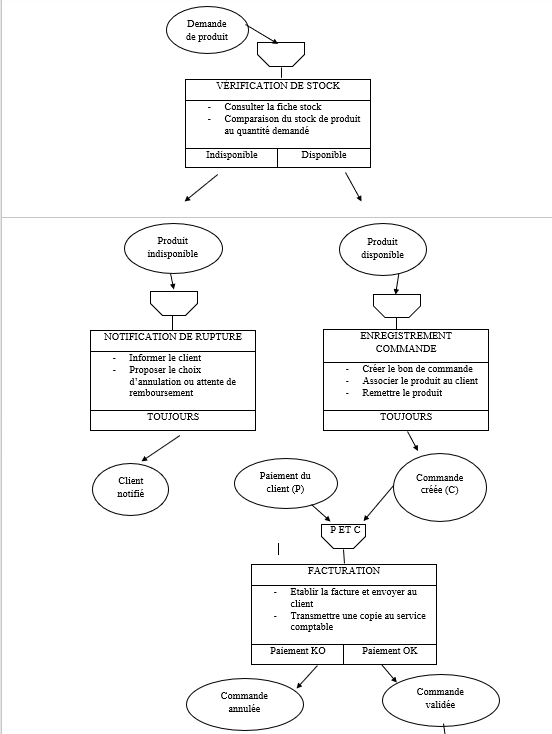 Demande
de produit
VÉRIFICATION DE STOCK
- Consulter la fiche stock
- Comparaison du stock de produit
au quantité demandé
Indisponible
Disponible
Produit
indisponible
Produit
disponible
NOTIFICATION DE RUPTURE
- Informer le client
- Proposer le choix
d’annulation ou attente de
remboursement
TOUJOURS
ENREGISTREMENT
COMMANDE
- Créer le bon de commande
- Associer le produit au client
- Remettre le produit
TOUJOURS
Client
notifié
Paiement du
client (P)
Commande
créée (C)
P ET C
FACTURATION
- Etablir la facture et envoyer au
client
- Transmettre une copie au service
comptable
Paiement KO
Paiement OK
Commande
annulée
Commande
validée